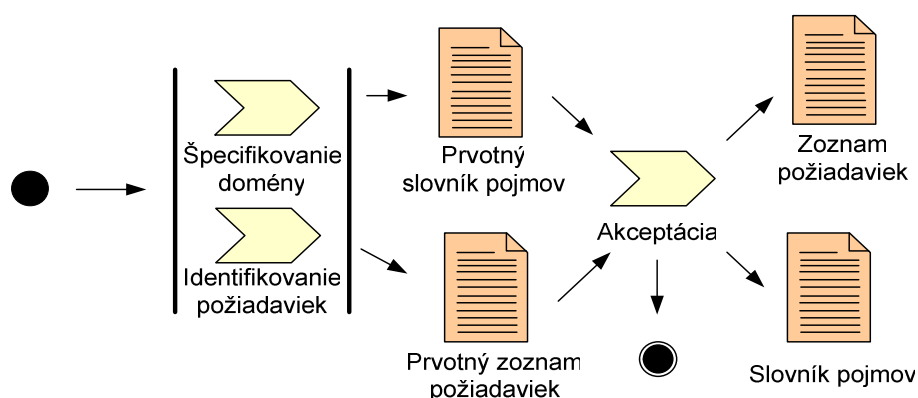 Špecifikovanie
domény
Identifikovanie
požiadaviek
Prvotný
slovník pojmov
Prvotný zoznam
požiadaviek
Akceptácia
Zoznam
požiadaviek
Slovník pojmov